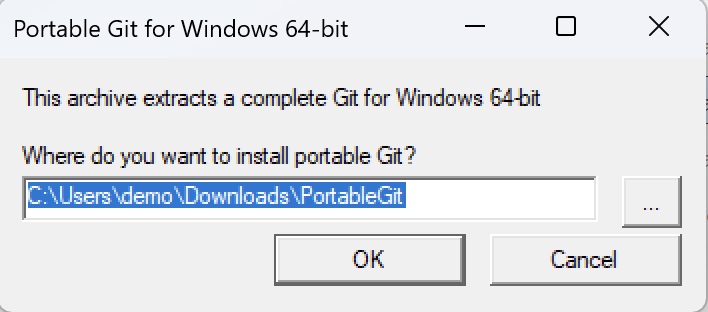 Portable Git for Windows 64-bit
This archive extracts a complete Git for Windows 64-bit
Where do you want to install portable Git?
C:\Users\demo\Downloads\PortableGit
...
OK
Cancel